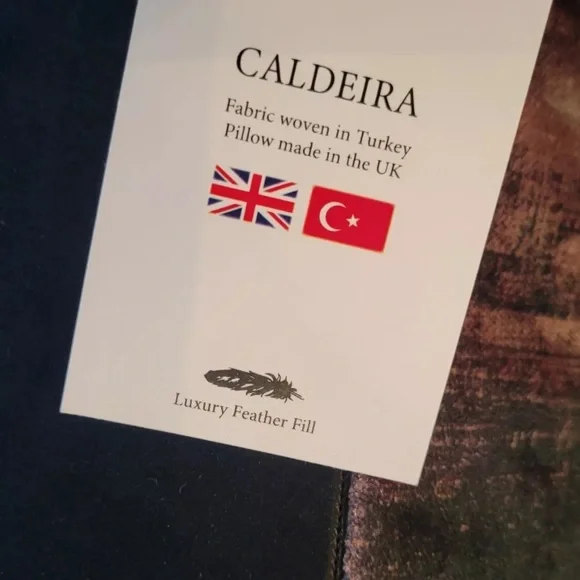 CALDEIRA
Fabric woven in Turkey
Pillow made in the UK
Luxury Feather Fill